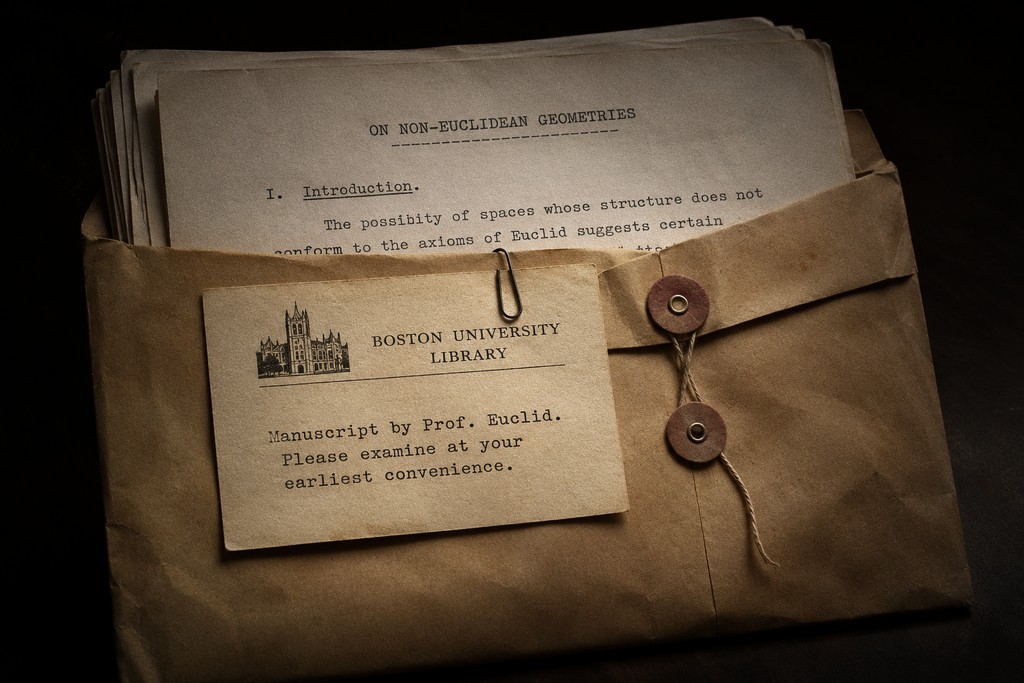 ON NON-EUCLIDEAN GEOMETRIES
I. Introduction.
The possibity of spaces whose structure does not
conform to the axioms of Euclid suggests certain
BOSTON UNIVERSITY
LIBRARY
Manuscript by Prof. Euclid.
Please examine at your
earliest convenience.